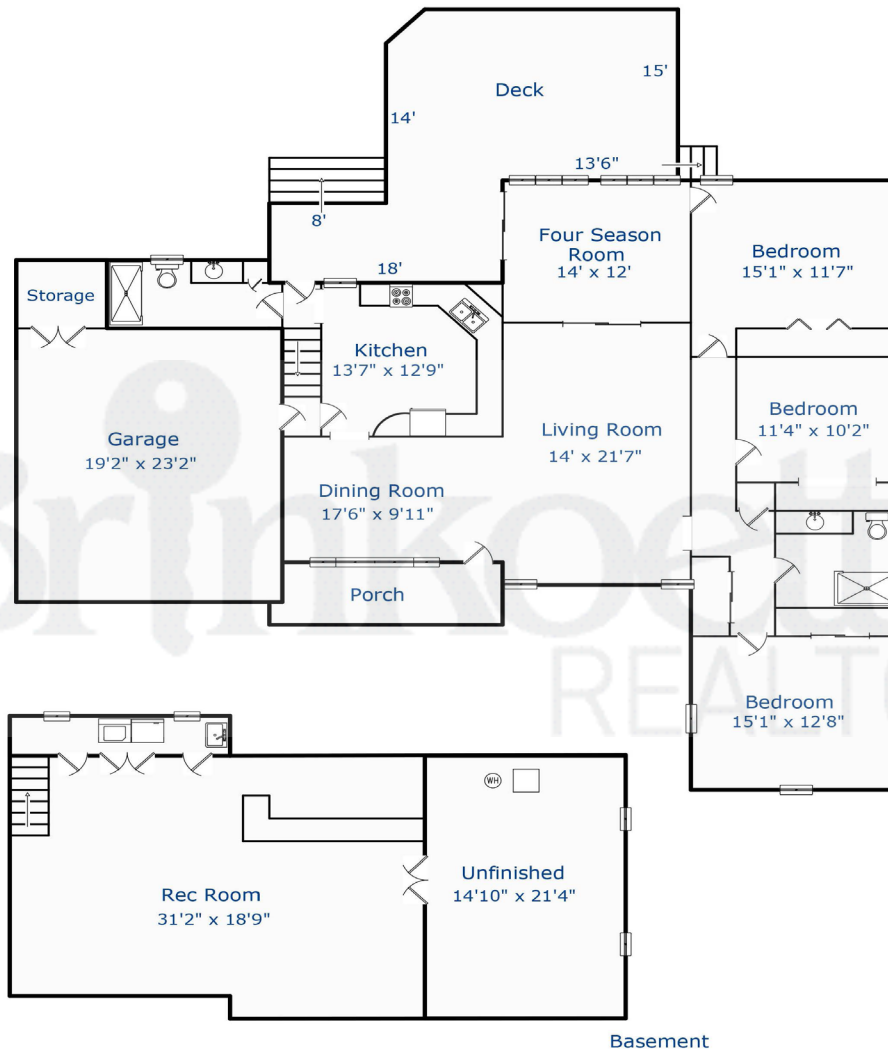 Deck
15'
14'
13'6"
8'
18'
Four Season
Room
14' x 12'
Bedroom
15'1" x 11'7"
Storage
Kitchen
13'7" x 12'9"
Bedroom
11'4" x 10'2"
Garage
19'2" x 23'2"
Living Room
14' x 21'7"
Dining Room
17'6" x 9'11"
Porch
Brinkoett
REALTO
Bedroom
15'1" x 12'8"
WH
Unfinished
14'10" x 21'4"
Rec Room
31'2" x 18'9"
Basement